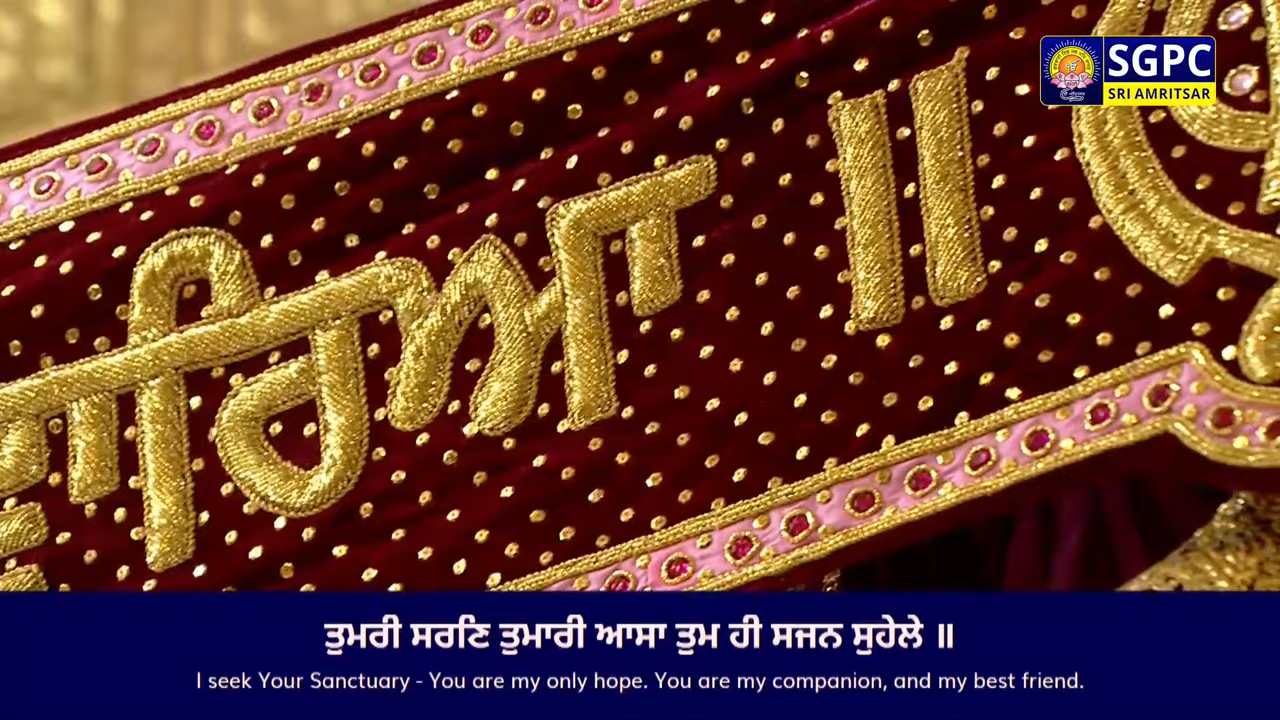 SGPC
SRI AMRITSAR
ਰਿਆ ॥
ਤੁਮਰੀ ਸਰਣਿ ਤੁਮਾਰੀ ਆਸਾ ਤੁਮ ਹੀ ਸਜਨ ਸੁਹੇਲੇ ॥
I seek Your Sanctuary - You are my only hope. You are my companion, and my best friend.